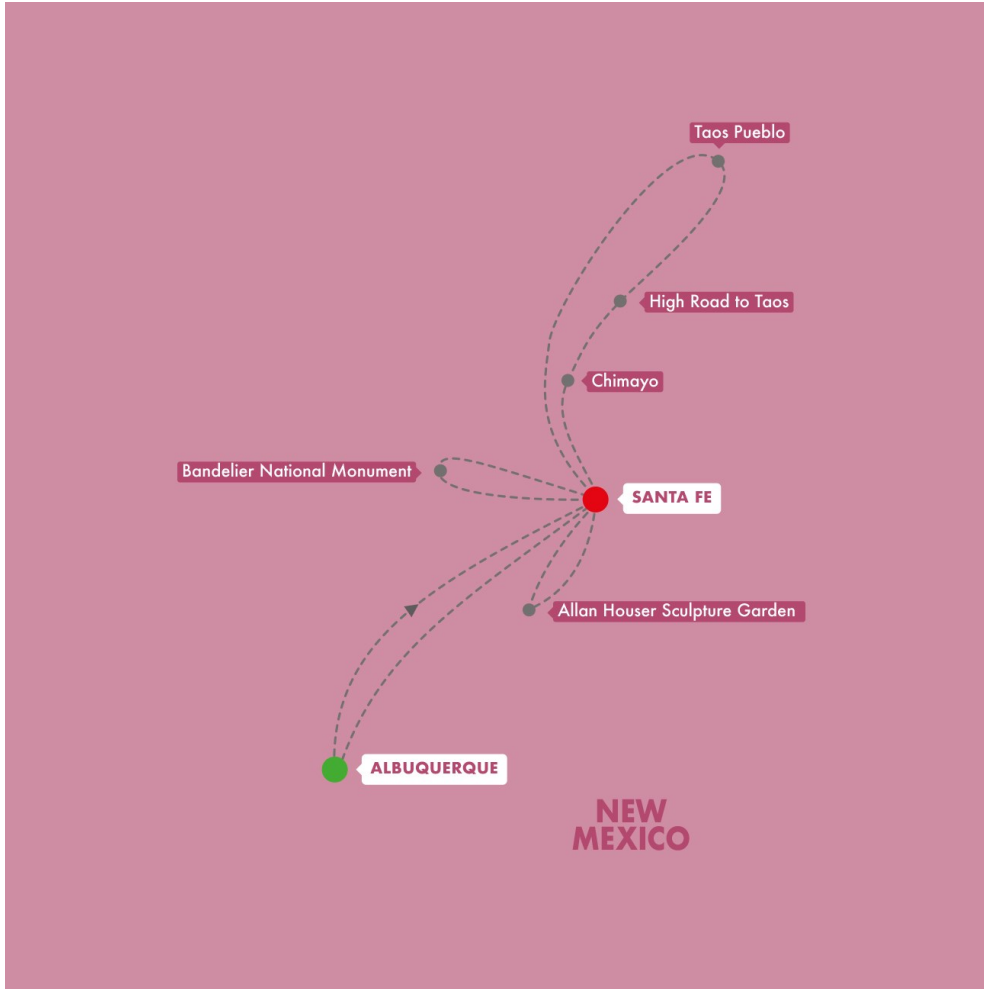 Taos Pueblo
High Road to Taos
Chimayo
Bandelier National Monument
SANTA FE
Allan Houser Sculpture Garden
ALBUQUERQUE
NEW
MEXICO